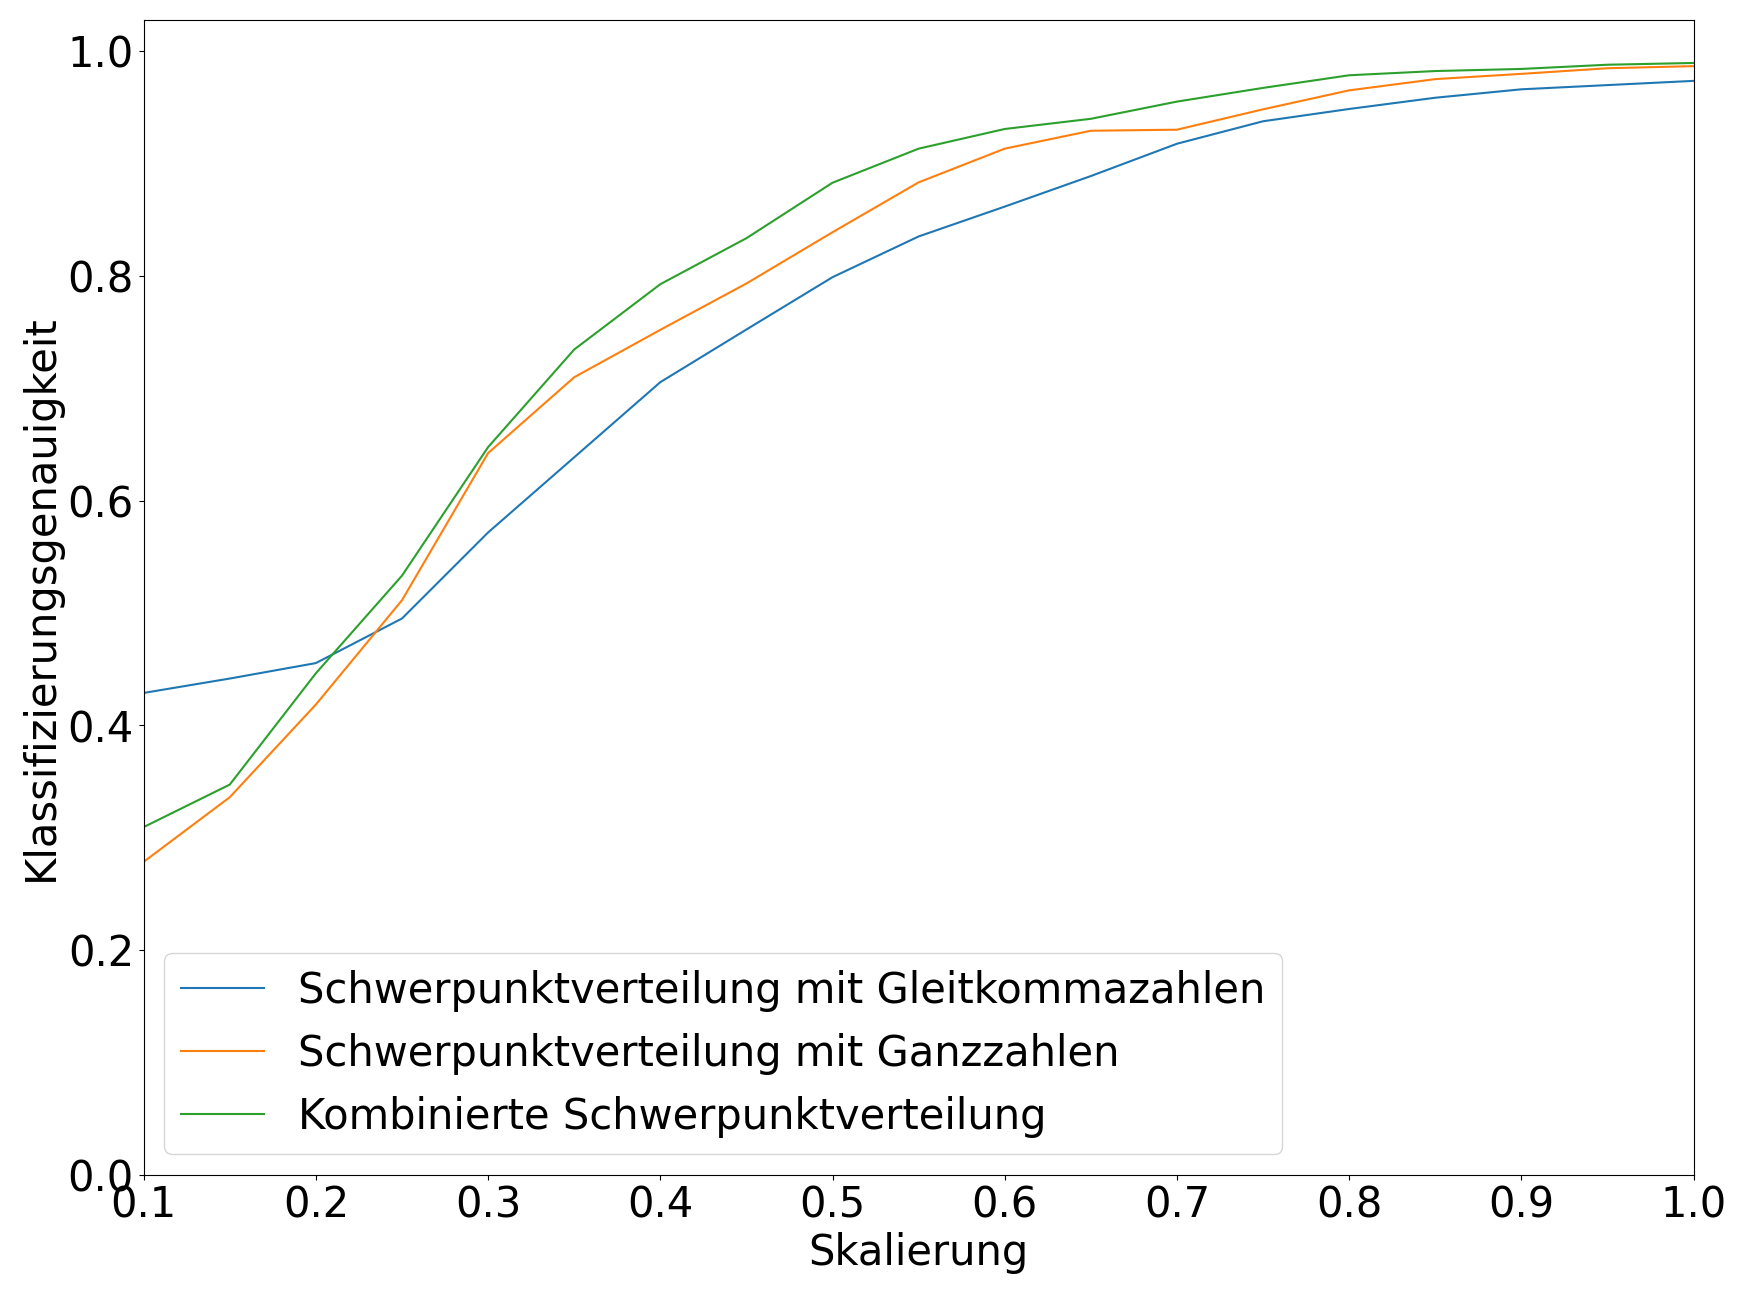 1.0
0.8
0.6
0.4
0.2
0.0
Klassifizierungsgenauigkeit
Schwerpunktverteilung mit Gleitkommazahlen
Schwerpunktverteilung mit Ganzzahlen
Kombinierte Schwerpunktverteilung
0.1 0.2 0.3 0.4 0.5 0.6 0.7 0.8 0.9 1.0
Skalierung